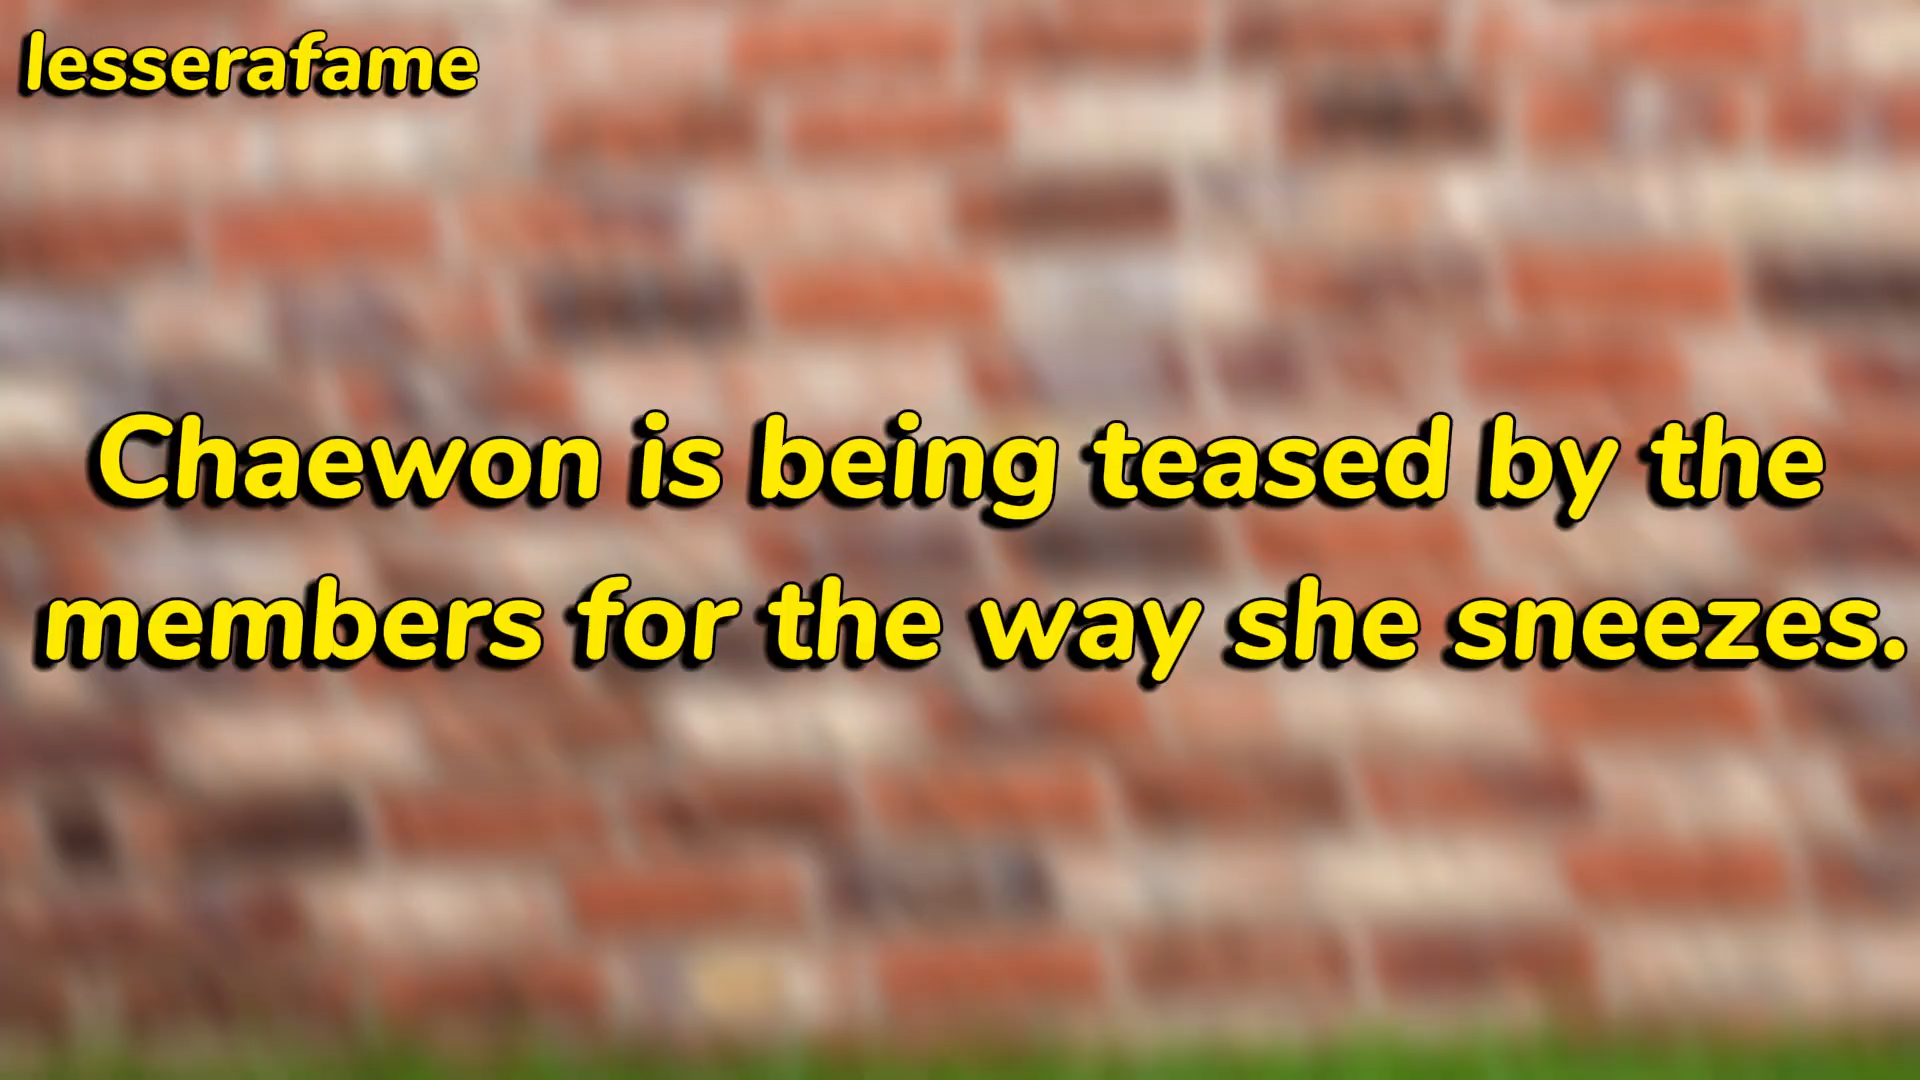 lesserafame
Chaewon is being teased by the
members for the way she sneezes.